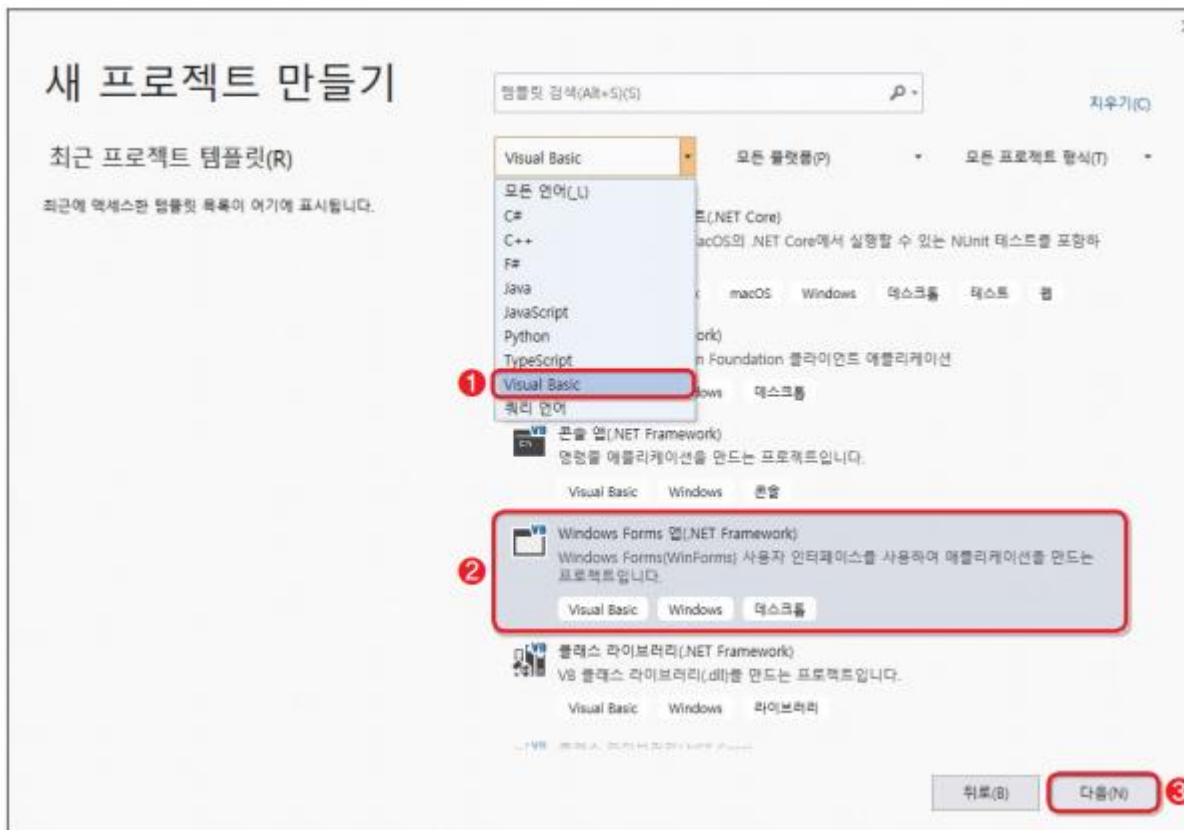 새 프로젝트 만들기
템플릿 검색(Alt+S)(S)
지우기(C)
최근 프로젝트 템플릿(R)
최근에 액세스한 템플릿 목록이 여기에 표시됩니다.
Visual Basic
모든 플랫폼(P)
모든 프로젝트 형식(T)
모든 언어(_L)
C#
C++
F#
Java
JavaScript
Python
TypeScript
① Visual Basic
쿼리 언어
트(.NET Core)
acOS의 .NET Core에서 실행할 수 있는 NUnit 테스트를 포함하
macOS Windows 데스크톱 테스트 웹
ork)
n Foundation 클라이언트 애플리케이션
dows 데스크톱
콘솔 앱(.NET Framework)
명령줄 애플리케이션을 만드는 프로젝트입니다.
Visual Basic Windows 콘솔
②
Windows Forms 앱(.NET Framework)
Windows Forms(WinForms) 사용자 인터페이스를 사용하여 애플리케이션을 만드는
프로젝트입니다.
Visual Basic Windows 데스크톱
클래스 라이브러리(.NET Framework)
VB 클래스 라이브러리(.dll)를 만드는 프로젝트입니다.
Visual Basic Windows 라이브러리
뒤로(B)
다음(N) ③